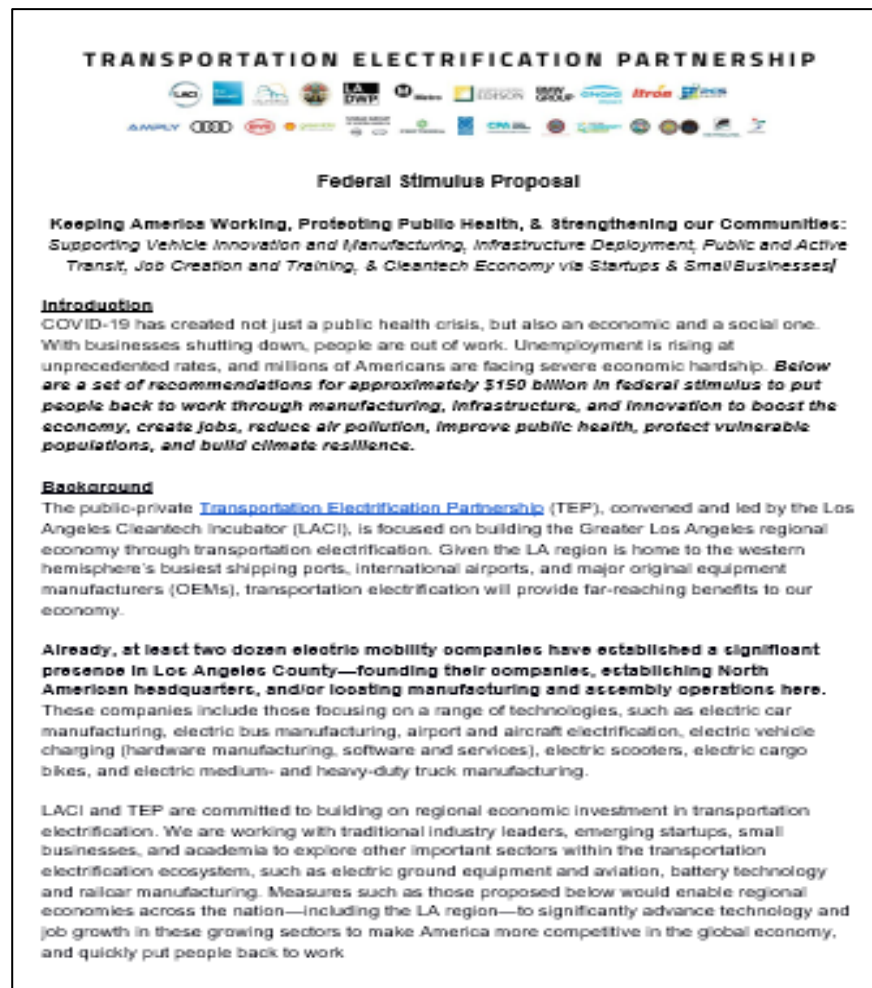 TRANSPORTATION ELECTRIFICATION PARTNERSHIP
LACI LA DWP Metro EDISON BMW GROUP Itron
AMPLY BYD CPA
Federal Stimulus Proposal
Keeping America Working, Protecting Public Health, & Strengthening our Communities:
Supporting Vehicle Innovation and Manufacturing, Infrastructure Deployment, Public and Active
Transit, Job Creation and Training, & Cleantech Economy via Startups & Small Businesses
Introduction
COVID-19 has created not just a public health crisis, but also an economic and a social one.
With businesses shutting down, people are out of work. Unemployment is rising at
unprecedented rates, and millions of Americans are facing severe economic hardship. Below
are a set of recommendations for approximately $150 billion in federal stimulus to put
people back to work through manufacturing, infrastructure, and innovation to boost the
economy, create jobs, reduce air pollution, improve public health, protect vulnerable
populations, and build climate resilience.
Background
The public-private Transportation Electrification Partnership (TEP), convened and led by the Los
Angeles Cleantech Incubator (LACI), is focused on building the Greater Los Angeles regional
economy through transportation electrification. Given the LA region is home to the western
hemisphere's busiest shipping ports, international airports, and major original equipment
manufacturers (OEMs), transportation electrification will provide far-reaching benefits to our
economy.
Already, at least two dozen electric mobility companies have established a significant
presence in Los Angeles County—founding their companies, establishing North
American headquarters, and/or locating manufacturing and assembly operations here.
These companies include those focusing on a range of technologies, such as electric car
manufacturing, electric bus manufacturing, airport and aircraft electrification, electric vehicle
charging (hardware manufacturing, software and services), electric scooters, electric cargo
bikes, and electric medium- and heavy-duty truck manufacturing.
LACI and TEP are committed to building on regional economic investment in transportation
electrification. We are working with traditional industry leaders, emerging startups, small
businesses, and academia to explore other important sectors within the transportation
electrification ecosystem, such as electric ground equipment and aviation, battery technology
and railcar manufacturing. Measures such as those proposed below would enable regional
economies across the nation—including the LA region—to significantly advance technology and
job growth in these growing sectors to make America more competitive in the global economy,
and quickly put people back to work